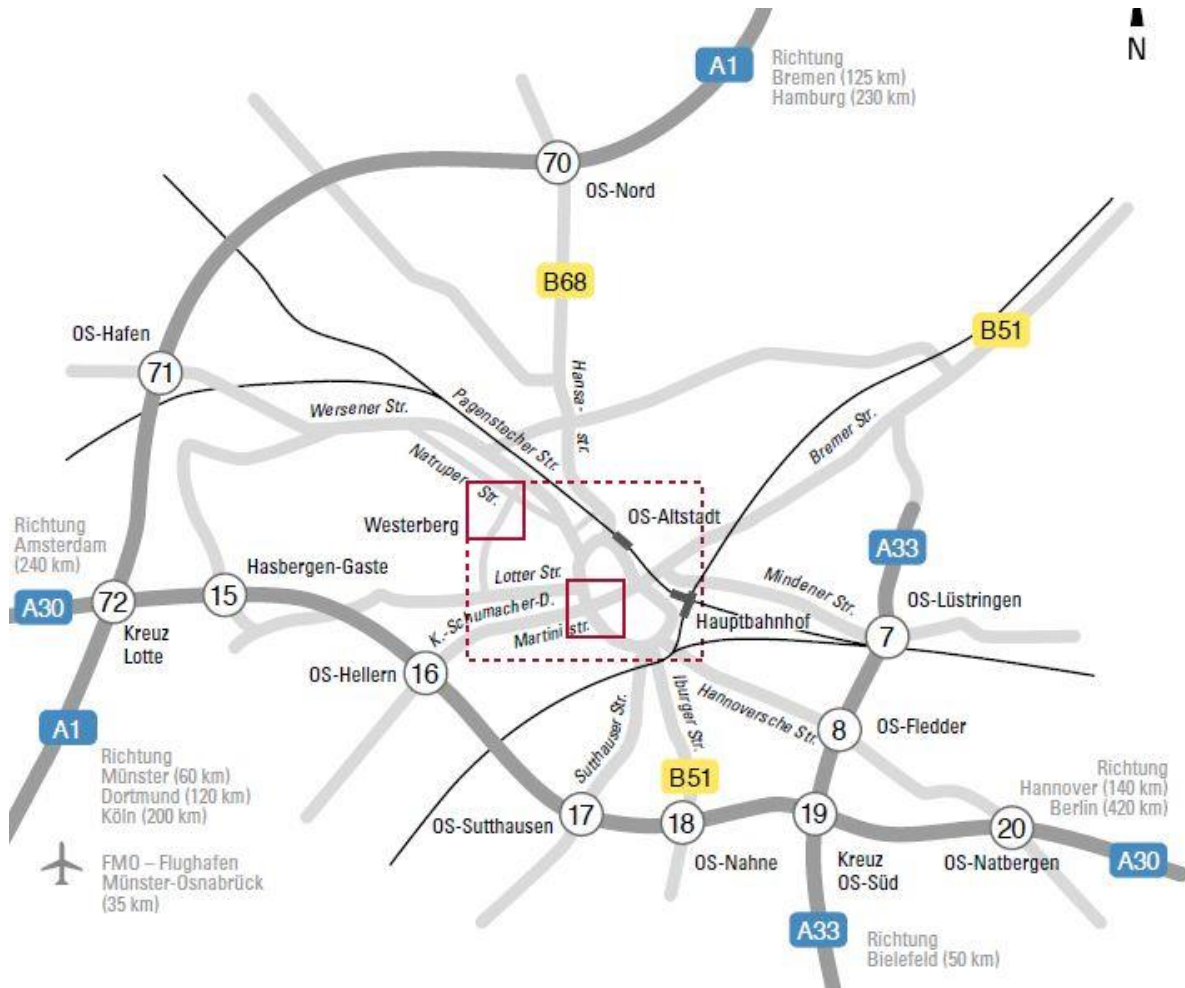 N
A1
Richtung
Bremen (125 km)
Hamburg (230 km)
70
OS-Nord
B68
B51
OS-Hafen
71
Wersener Str.
Pagenstecher Str.
Hansa-
str.
Bremer Str.
Natruper-
Str.
Westerberg
OS-Altstadt
Richtung
Amsterdam
(240 km)
A30
72
Kreuz
Lotte
15
Hasbergen-Gaste
Lotter Str.
K.-Schumacher-D.
Martini str.
Hauptbahnhof
Mindener Str.
A33
OS-Lüstringen
7
OS-Hellern
16
8
OS-Fledder
Hannoversche Str.
Iburger Str.
Sutthauser Str.
A1
Richtung
Münster (60 km)
Dortmund (120 km)
Köln (200 km)
FMO – Flughafen
Münster-Osnabrück
(35 km)
B51
17
OS-Sutthausen
18
OS-Nahne
19
Kreuz
OS-Süd
20
OS-Natbergen
Richtung
Hannover (140 km)
Berlin (420 km)
A30
A33
Richtung
Bielefeld (50 km)